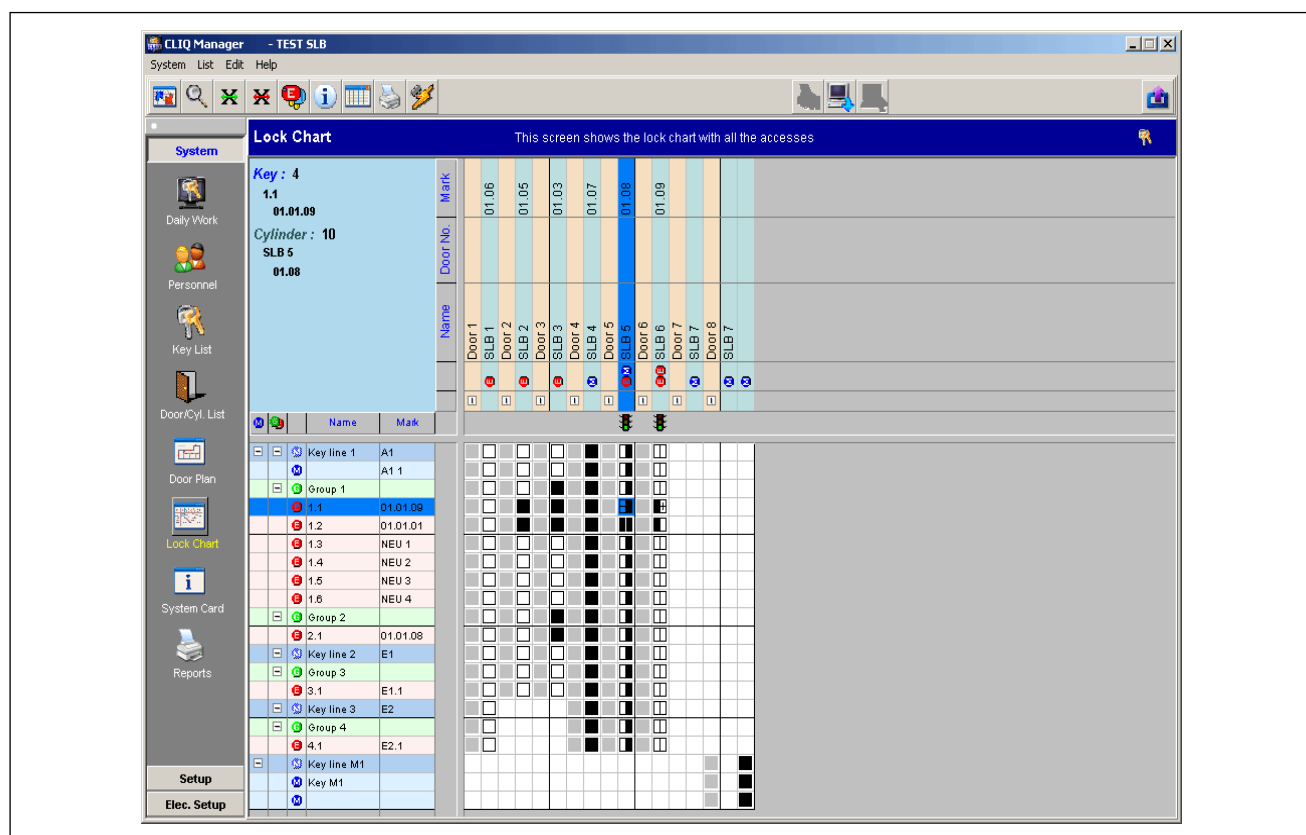 CLIQ Manager - TEST SLB
System List Edit Help
Lock Chart
This screen shows the lock chart with all the accesses
System
Daily Work
Personnel
Key List
Door/Cyl. List
Door Plan
Lock Chart
System Card
Reports
Setup
Elec. Setup
Key : 4
1.1
01.01.09
Cylinder : 10
SLB 5
01.08
Mark
Door No.
Name
01.06
01.05
01.03
01.07
01.08
01.09
Door 1
SLB 1
Door 2
SLB 2
Door 3
SLB 3
Door 4
SLB 4
Door 5
SLB 5
Door 6
SLB 6
Door 7
SLB 7
Door 8
SLB 7
Name Mark
Key line 1 A1
A1 1
Group 1
1.1 01.01.09
1.2 01.01.01
1.3 NEU 1
1.4 NEU 2
1.5 NEU 3
1.6 NEU 4
Group 2
2.1 01.01.08
Key line 2 E1
Group 3
3.1 E1.1
Key line 3 E2
Group 4
4.1 E2.1
Key line M1
Key M1